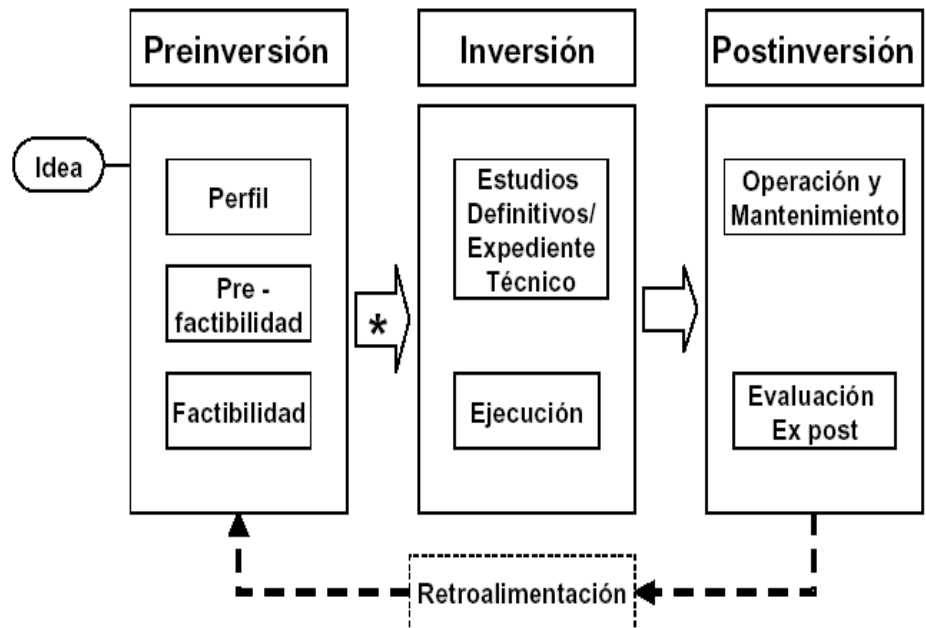 Preinversión
Inversión
Postinversión
Idea
Perfil
Pre -
factibilidad
Factibilidad
*
Estudios
Definitivos/
Expediente
Técnico
Ejecución
Operación y
Mantenimiento
Evaluación
Ex post
Retroalimentación